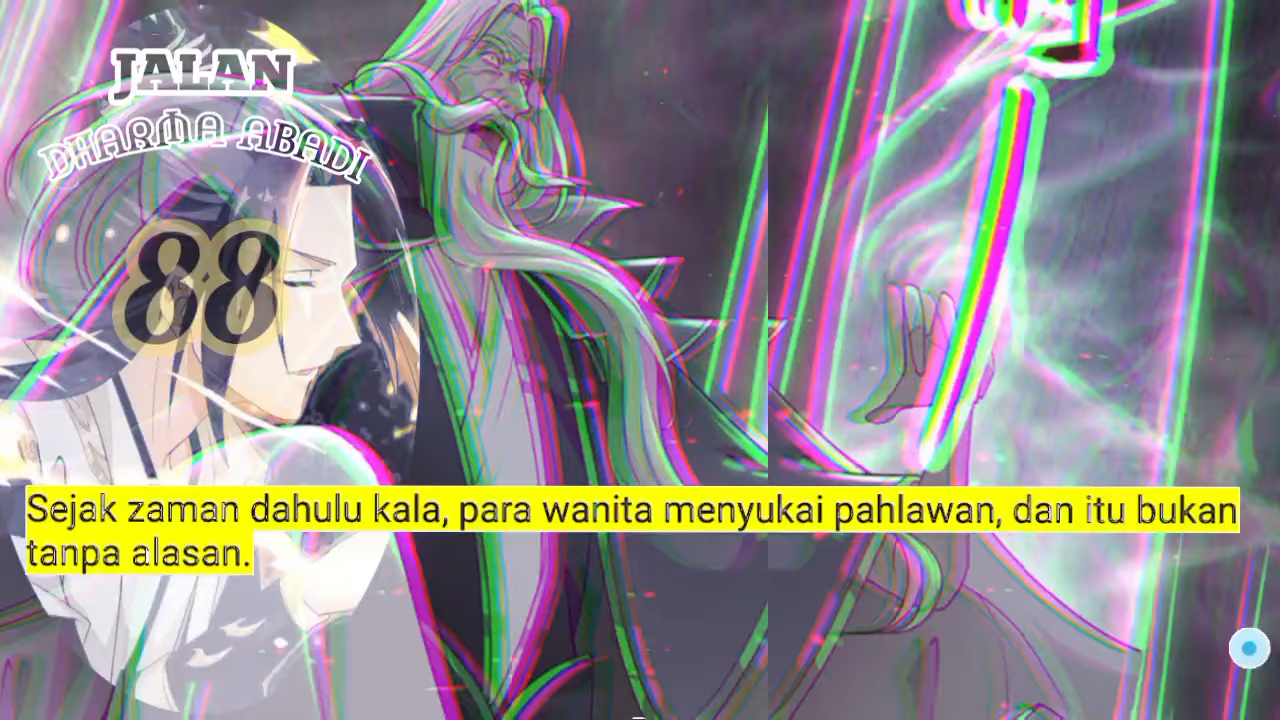 JALAN
DHARMA ABADI
88
Sejak zaman dahulu kala, para wanita menyukai pahlawan, dan itu bukan
tanpa alasan.